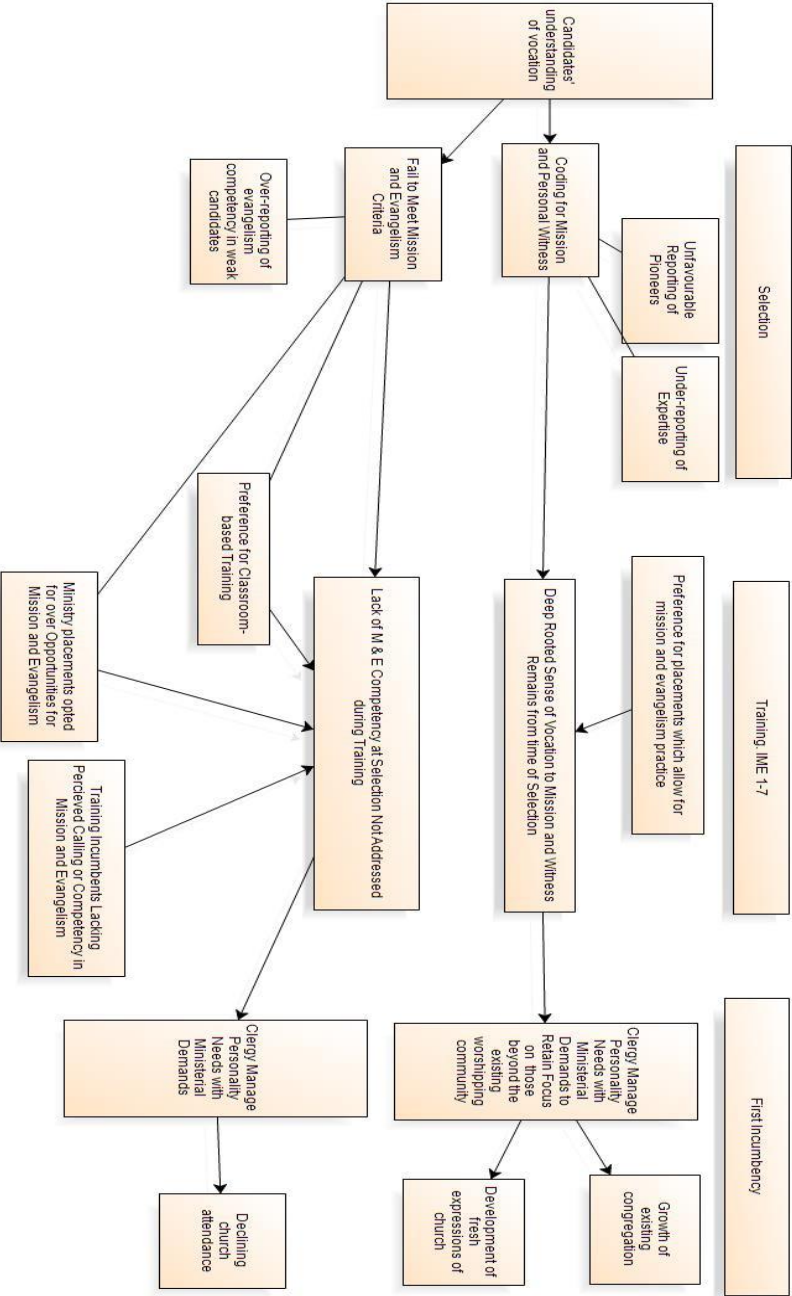 Selection
Training. IME 1-7
First Incumbency
Candidates'
understanding
of vocation
Unfavourable
Reporting of
Pioneers
Under-reporting of
Expertise
Coding for Mission
and Personal Witness
Preference for placements which allow for
mission and evangelism practice
Deep Rooted Sense of Vocation to Mission and Witness
Remains from time of Selection
Clergy Manage
Personality
Needs with
Ministerial
Demands to
Retain Focus
on those
beyond the
existing
worshipping
community
Growth of
existing
congregation
Development of
fresh
expressions of
church
Fail to Meet Mission
and Evangelism
Criteria
Over-reporting of
evangelism
competency in weak
candidates
Lack of M & E Competency at Selection Not Addressed
during Training
Preference for Classroom-
based Training
Ministry placements opted
for over Opportunities for
Mission and Evangelism
Training Incumbents Lacking
Percieved Calling or Competency in
Mission and Evangelism
Clergy Manage
Personality
Needs with
Ministerial
Demands
Declining
church
attendance